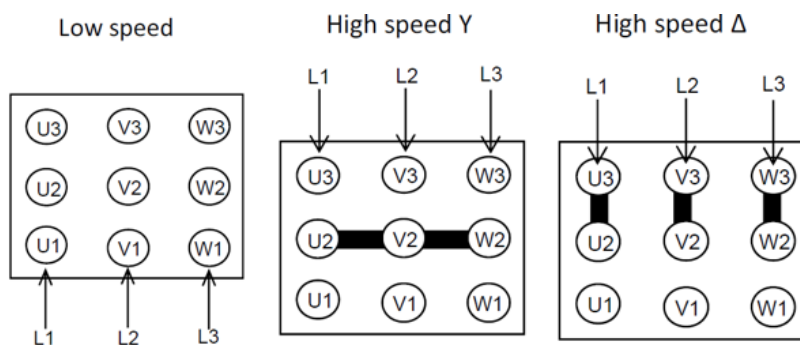 Low speed
U3 V3 W3
U2 V2 W2
U1 V1 W1
L1 L2 L3
High speed Y
L1 L2 L3
U3 V3 W3
U2 V2 W2
U1 V1 W1
High speed Δ
L1 L2 L3
U3 V3 W3
U2 V2 W2
U1 V1 W1